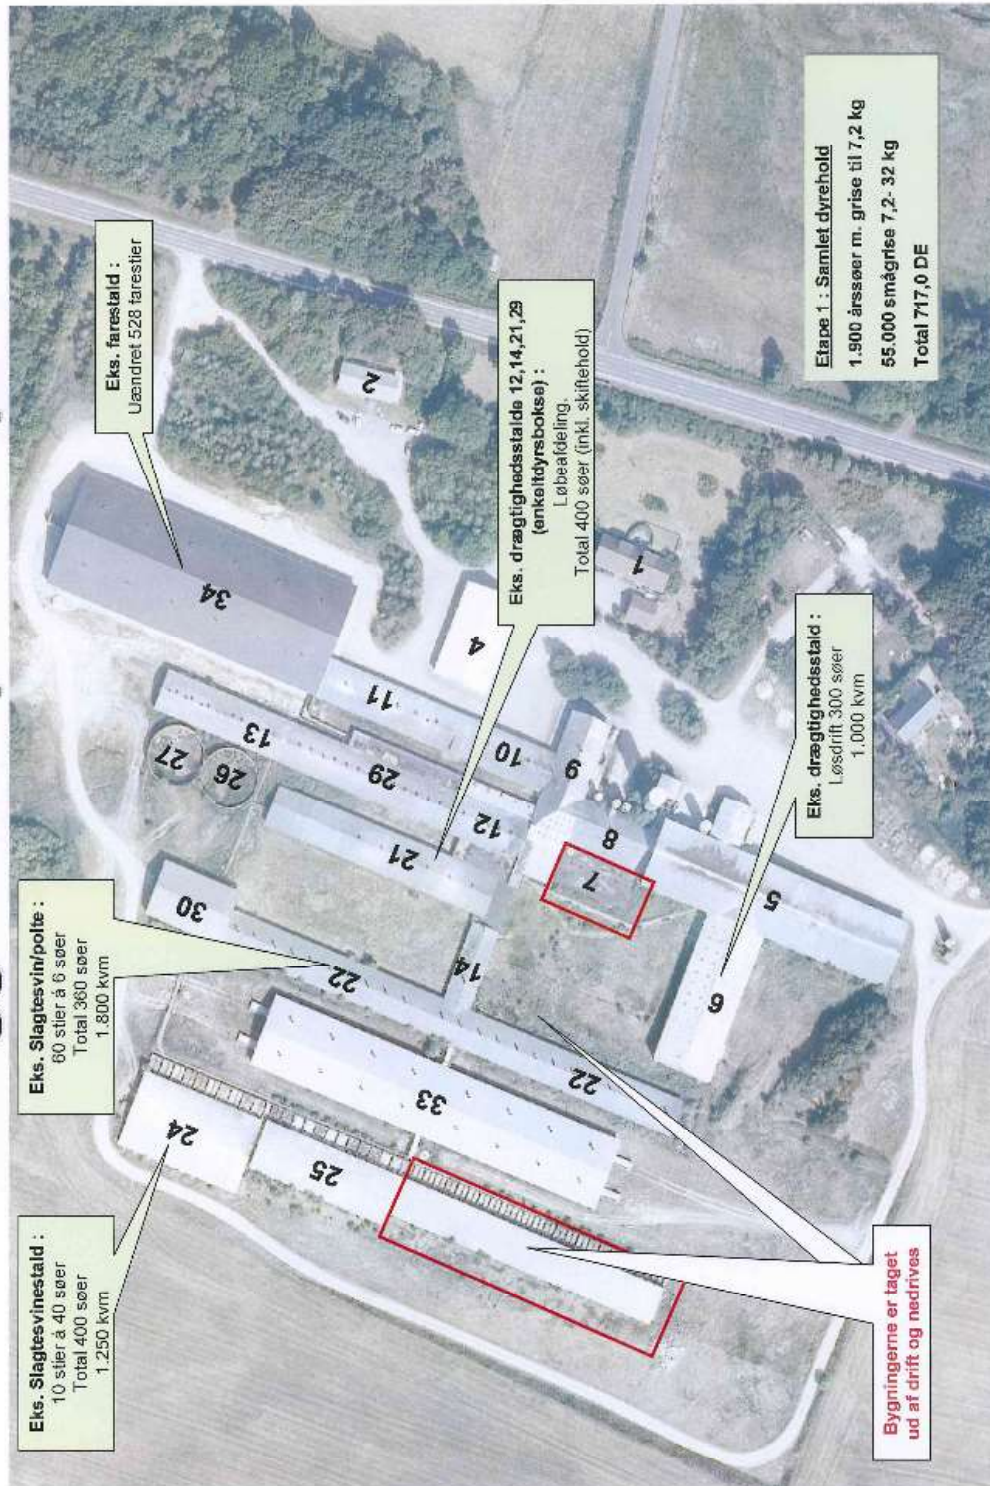 Eks. Slagtesvinestald :
10 stier á 40 søer
Total 400 søer
1.250 kvm
Eks. Slagtesvin/polte :
60 stier á 6 søer
Total 360 søer
1.800 kvm
Eks. farestald :
Uændret 528 farestier
Eks. drægtighedsstalde 12,14,21,29
(enkeltdyrsbokse) :
Løbeafdeling.
Total 400 søer (inkl. skiftehold)
Eks. drægtighedsstald :
Løsdrift 300 søer
1.000 kvm
Etape 1 : Samlet dyrehold
1.900 årssøer m. grise til 7,2 kg
55.000 smågrise 7,2- 32 kg
Total 717,0 DE
Bygningerne er taget
ud af drift og nedrives
24
25
33
22
22
30
14
27
26
13
29
12
21
34
11
10
9
8
7
6
5
4
2
1